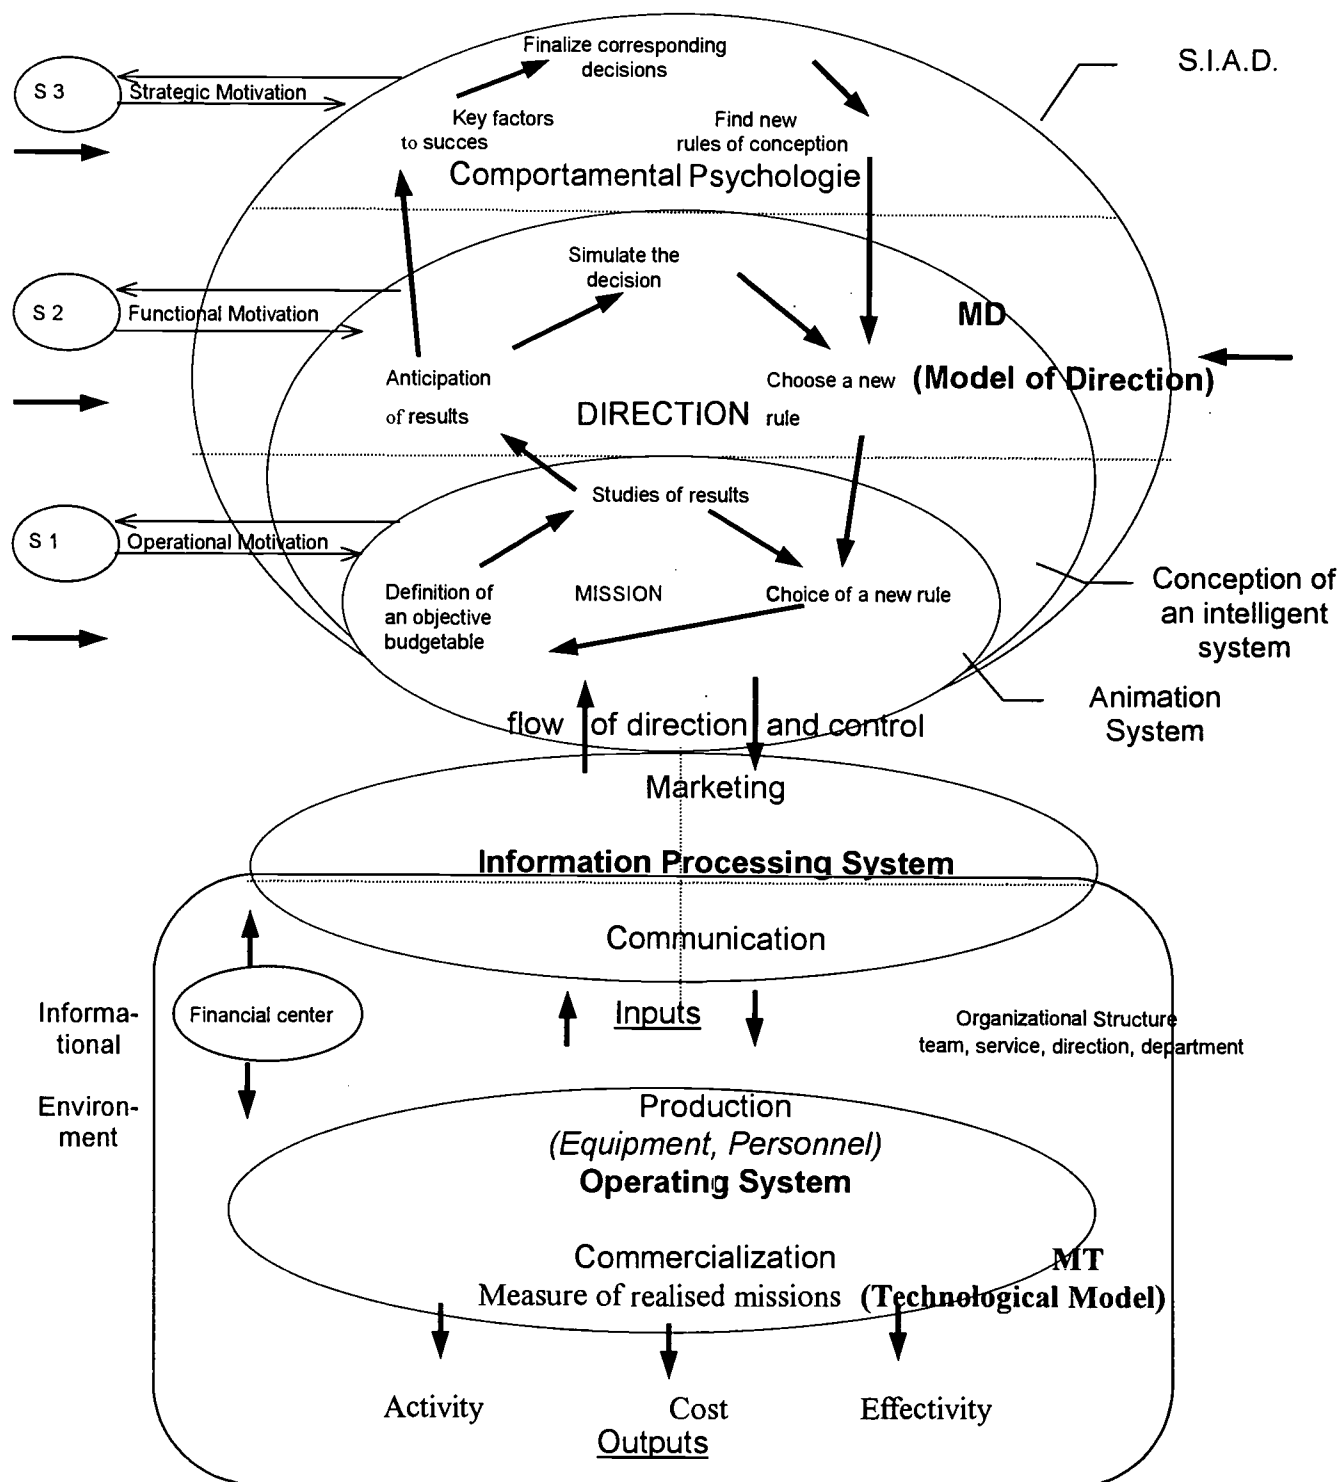 Finalize corresponding
decisions
S.I.A.D.
S 3
Strategic Motivation
Key factors
to succes
Find new
rules of conception
Comportamental Psychologie
Simulate the
decision
S 2
Functional Motivation
MD
(Model of Direction)
Anticipation
of results
Choose a new
rule
DIRECTION
Studies of results
S 1
Operational Motivation
Definition of
an objective
budgetable
MISSION
Choice of a new rule
Conception of
an intelligent
system
Animation
System
flow of direction and control
Marketing
Information Processing System
Communication
Informa-
tional
Environ-
ment
Financial center
Inputs
Organizational Structure
team, service, direction, department
Production
(Equipment, Personnel)
Operating System
Commercialization
MT
Measure of realised missions (Technological Model)
Activity Cost Effectivity
Outputs